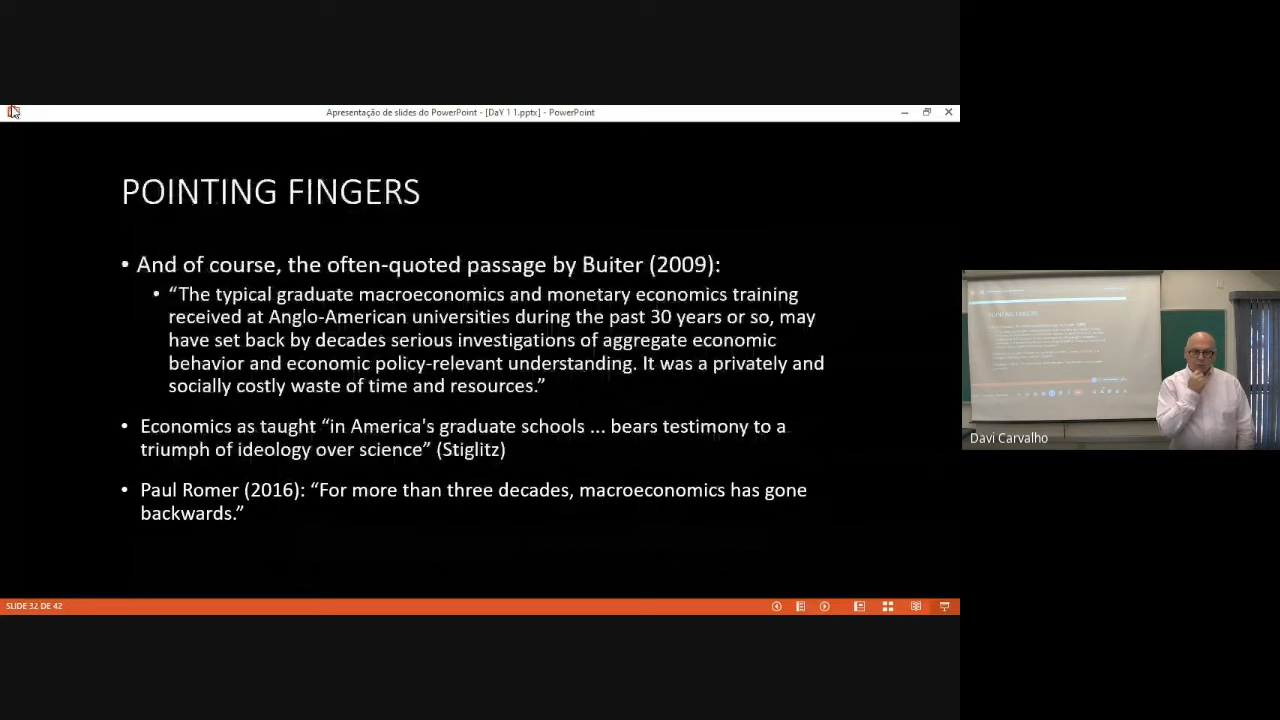 Apresentação de slides do PowerPoint - [DaY 1 1.pptx] - PowerPoint
POINTING FINGERS
• And of course, the often-quoted passage by Buiter (2009):
• “The typical graduate macroeconomics and monetary economics training
received at Anglo-American universities during the past 30 years or so, may
have set back by decades serious investigations of aggregate economic
behavior and economic policy-relevant understanding. It was a privately and
socially costly waste of time and resources.”
• Economics as taught “in America's graduate schools ... bears testimony to a
triumph of ideology over science” (Stiglitz)
• Paul Romer (2016): “For more than three decades, macroeconomics has gone
backwards.”
SLIDE 32 DE 42
POINTING FINGERS
Davi Carvalho